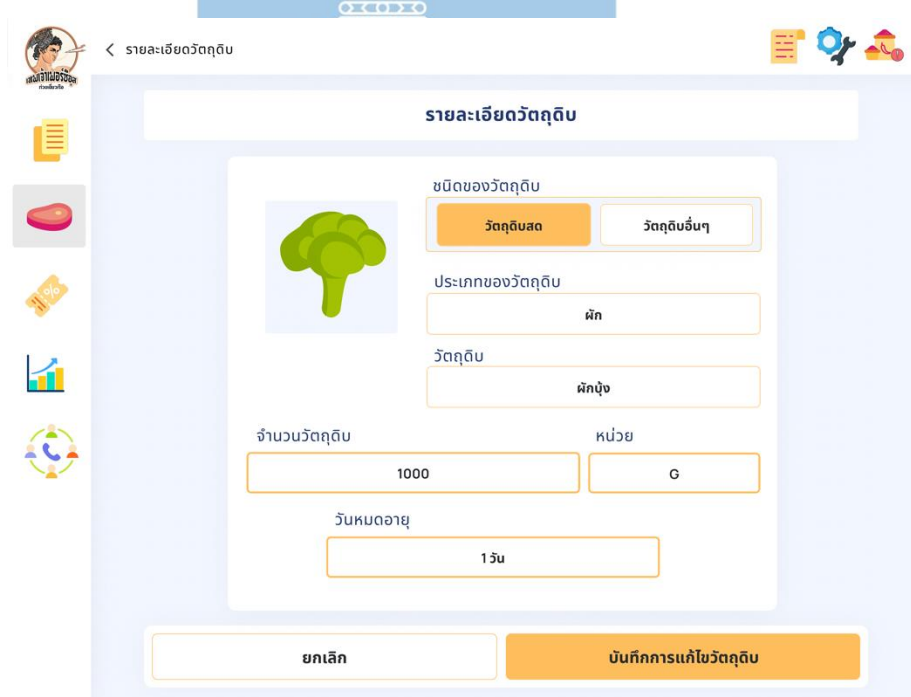 รายละเอียดวัตถุดิบ
รายละเอียดวัตถุดิบ
ชนิดของวัตถุดิบ
วัตถุดิบสด
วัตถุดิบอื่นๆ
ประเภทของวัตถุดิบ
ผัก
วัตถุดิบ
ผักบุ้ง
จำนวนวัตถุดิบ
หน่วย
1000
G
วันหมดอายุ
1 วัน
ยกเลิก
บันทึกการแก้ไขวัตถุดิบ